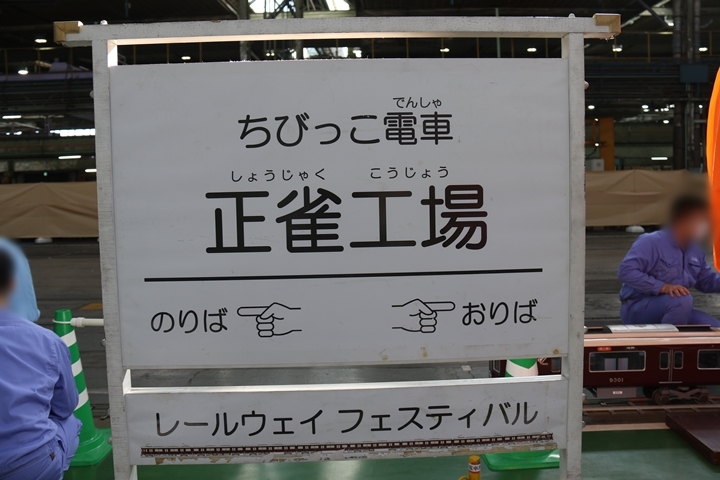 でんしゃ
ちびっこ電車
しょうじゃく こうじょう
正雀工場
のりば おりば
レールウェイ フェスティバル
9301